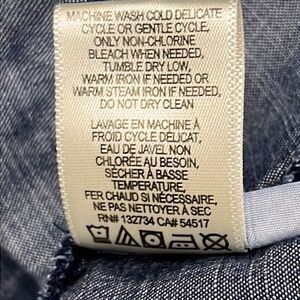 MACHINE WASH COLD DELICATE
CYCLE OR GENTLE CYCLE,
ONLY NON-CHLORINE
BLEACH WHEN NEEDED,
TUMBLE DRY LOW,
WARM IRON IF NEEDED OR
WARM STEAM IRON IF NEEDED,
DO NOT DRY CLEAN
LAVAGE EN MACHINE À
FROID CYCLE DÉLICAT,
EAU DE JAVEL NON
CHLORÉE AU BESOIN,
SÉCHER À BASSE
TEMPERATURE,
FER CHAUD SI NÉCESSAIRE,
NE PAS NETTOYER À SEC
RN# 132734 CA# 54517